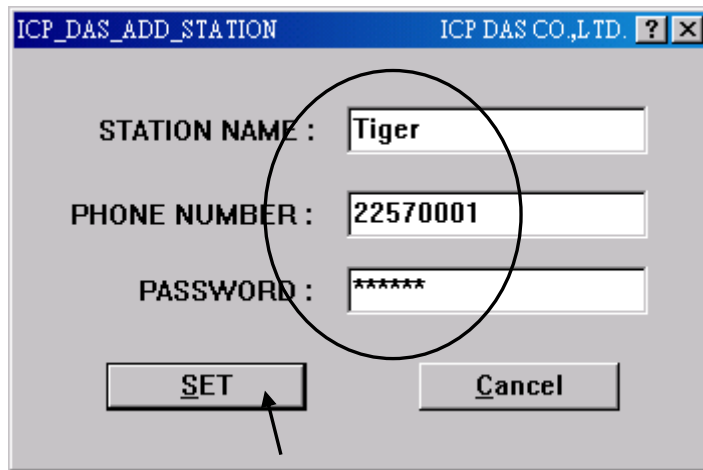 ICP_DAS_ADD_STATION ICP DAS CO.,LTD. ? ×
STATION NAME : Tiger
PHONE NUMBER : 22570001
PASSWORD : ******
SET Cancel